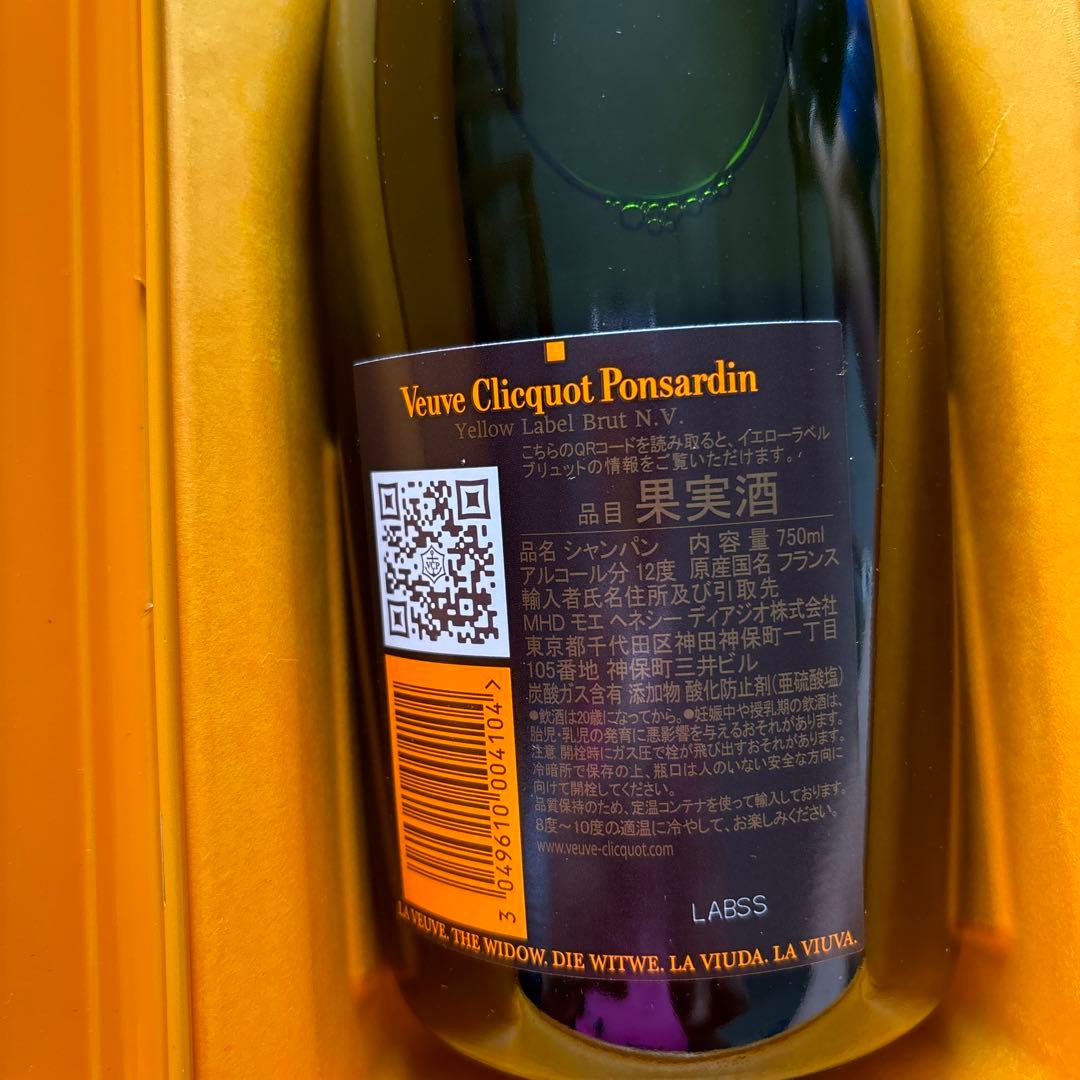 Veuve Clicquot Ponsardin
Yellow Label Brut N.V.
こちらのQRコードを読み取ると、イエローラベル
ブリュットの情報をご覧いただけます。
品目 果実酒
品名 シャンパン 内容量 750ml
アルコール分 12度 原産国名 フランス
輸入者氏名住所及び引取先
MHD モエ ヘネシー ディアジオ株式会社
東京都千代田区神田神保町一丁目
105番地 神保町三井ビル
炭酸ガス含有 添加物 酸化防止剤(亜硫酸塩)
●飲酒は20歳になってから。●妊娠中や授乳期の飲酒は、
胎児・乳児の発育に悪影響を与えるおそれがあります。
注意 開栓時にガス圧で栓が飛び出すおそれがあります。
冷暗所で保存の上、瓶口は人のいない安全な方向に
向けて開栓してください。
品質保持のため、定温コンテナを使って輸入しております。
8度～10度の適温に冷やして、お楽しみください。
www.veuve-clicquot.com
VCP
3 049610 004104 >
LABSS
LA VEUVE. THE WIDOW. DIE WITWE. LA VIUDA. LA VIUVA.